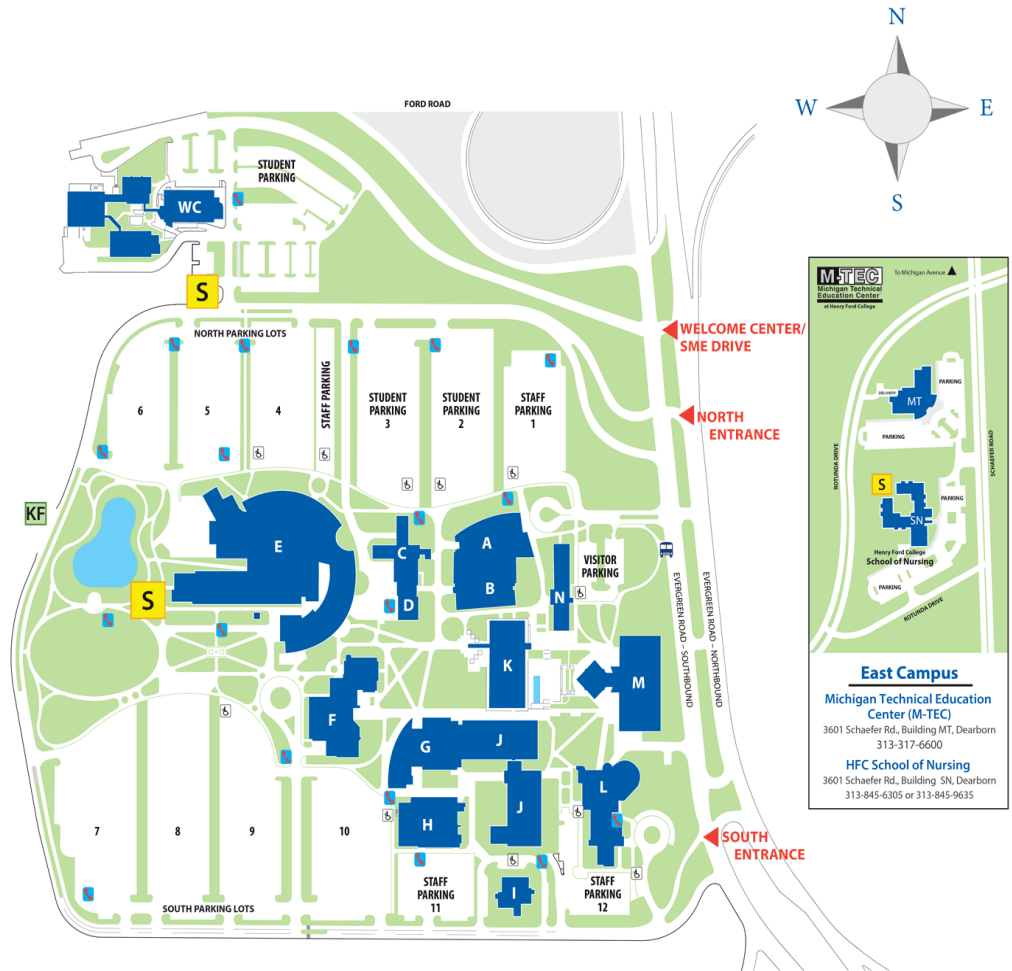 N
W
E
S
FORD ROAD
STUDENT
PARKING
WC
S
NORTH PARKING LOTS
6
5
4
STAFF PARKING
STUDENT
PARKING
3
STUDENT
PARKING
2
STAFF
PARKING
1
WELCOME CENTER/
SME DRIVE
NORTH
ENTRANCE
KF
E
C
D
A
B
N
VISITOR
PARKING
S
EVERGREEN ROAD – SOUTHBOUND
EVERGREEN ROAD – NORTHBOUND
K
M
F
G
J
J
L
H
I
7
8
9
10
STAFF
PARKING
11
STAFF
PARKING
12
SOUTH PARKING LOTS
SOUTH
ENTRANCE
M-TEC
Michigan Technical
Education Center
at Henry Ford College
To Michigan Avenue
PARKING
DELIVERY
MT
PARKING
ROTUNDA DRIVE
SCHAEFER ROAD
S
PARKING
SN
Henry Ford College
School of Nursing
PARKING
ROTUNDA DRIVE
East Campus
Michigan Technical Education
Center (M-TEC)
3601 Schaefer Rd., Building MT, Dearborn
313-317-6600
HFC School of Nursing
3601 Schaefer Rd., Building SN, Dearborn
313-845-6305 or 313-845-9635